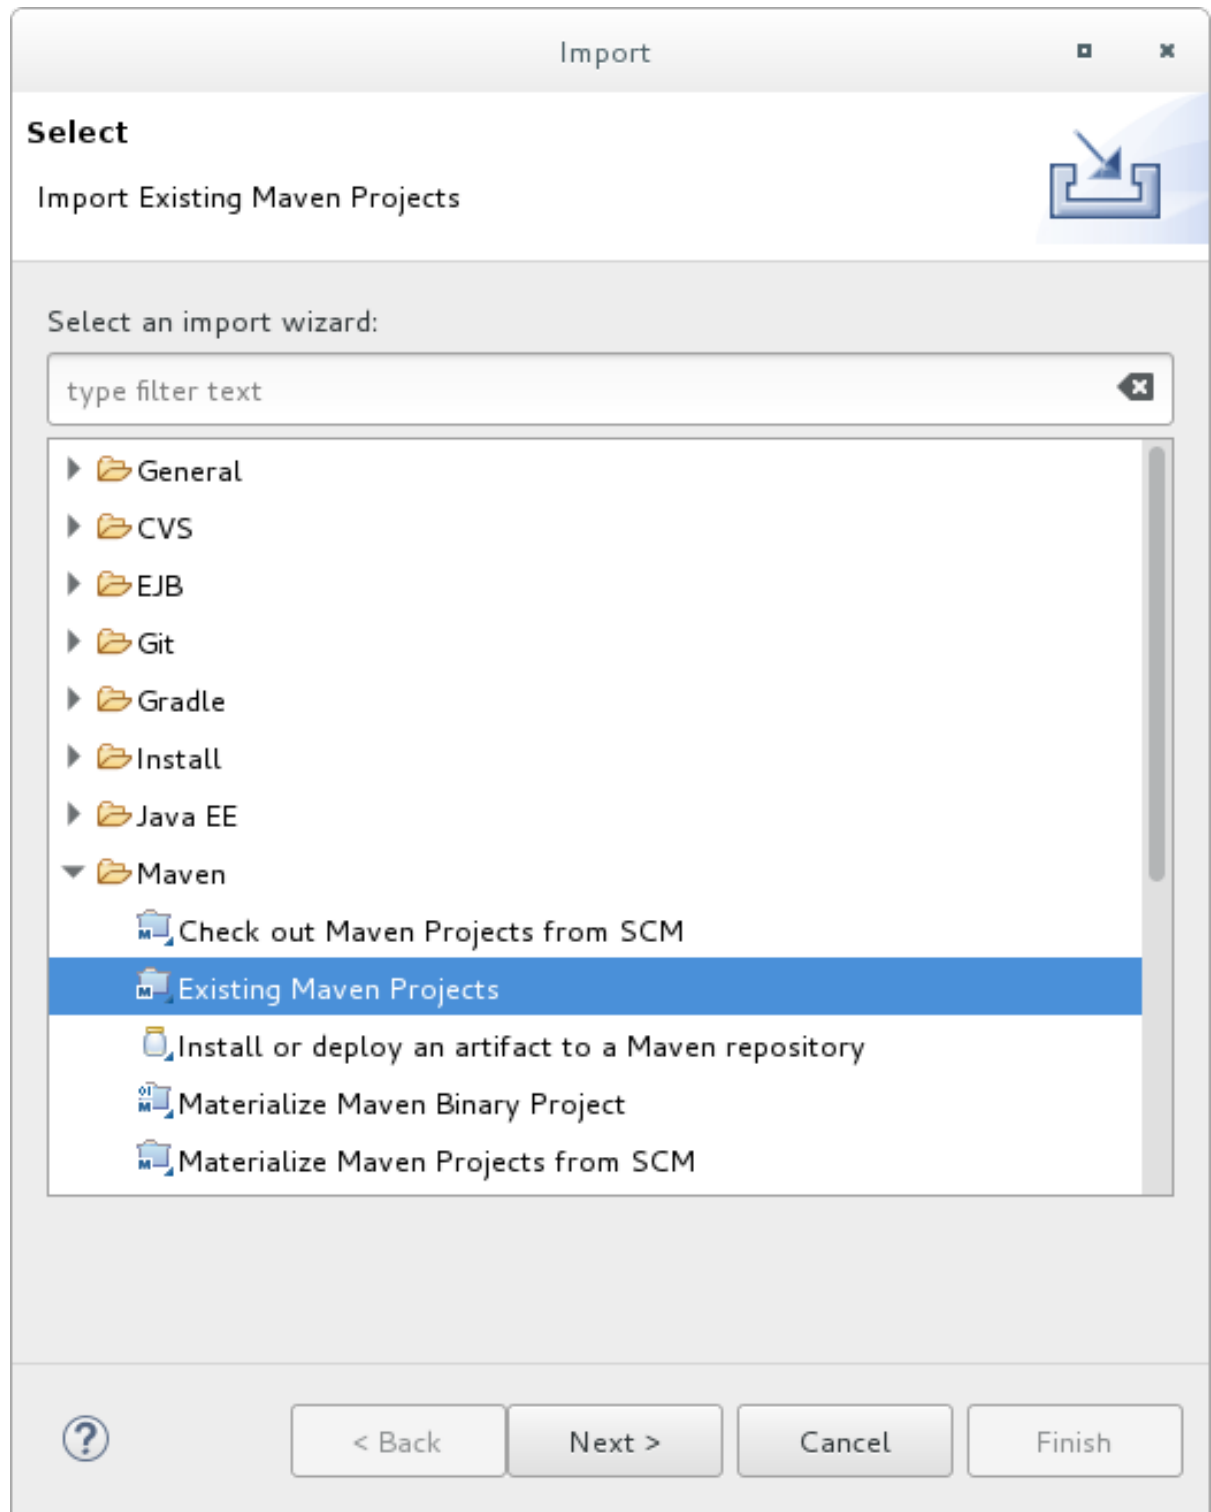 Import
Select
Import Existing Maven Projects
Select an import wizard:
type filter text
General
CVS
EJB
Git
Gradle
Install
Java EE
Maven
Check out Maven Projects from SCM
Existing Maven Projects
Install or deploy an artifact to a Maven repository
Materialize Maven Binary Project
Materialize Maven Projects from SCM
? < Back Next > Cancel Finish